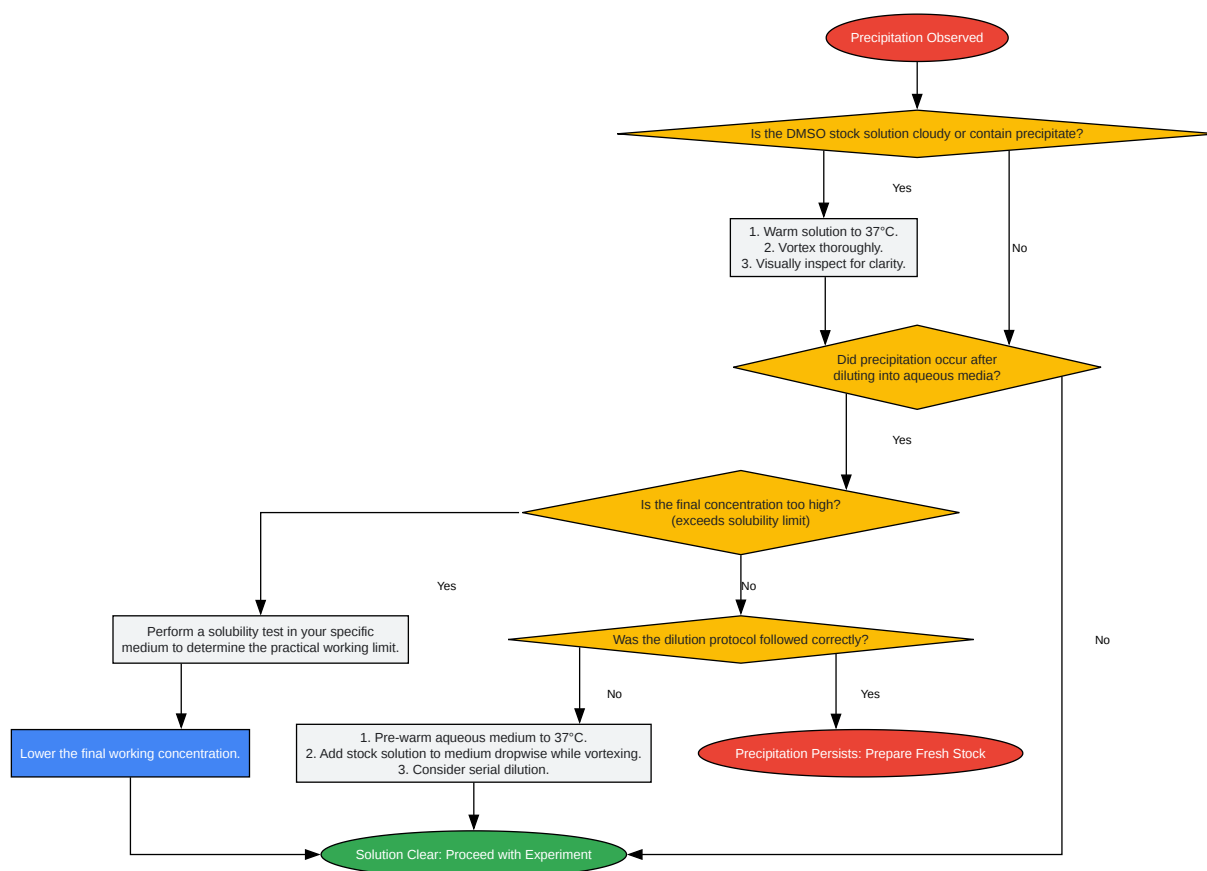 Precipitation Observed
Is the DMSO stock solution cloudy or contain precipitate?
Yes
1. Warm solution to 37°C.
2. Vortex thoroughly.
3. Visually inspect for clarity.
No
Did precipitation occur after
diluting into aqueous media?
Yes
Is the final concentration too high?
(exceeds solubility limit)
Yes
No
Perform a solubility test in your specific
medium to determine the practical working limit.
Was the dilution protocol followed correctly?
No
No
Yes
Lower the final working concentration.
1. Pre-warm aqueous medium to 37°C.
2. Add stock solution to medium dropwise while vortexing.
3. Consider serial dilution.
Precipitation Persists: Prepare Fresh Stock
Solution Clear: Proceed with Experiment